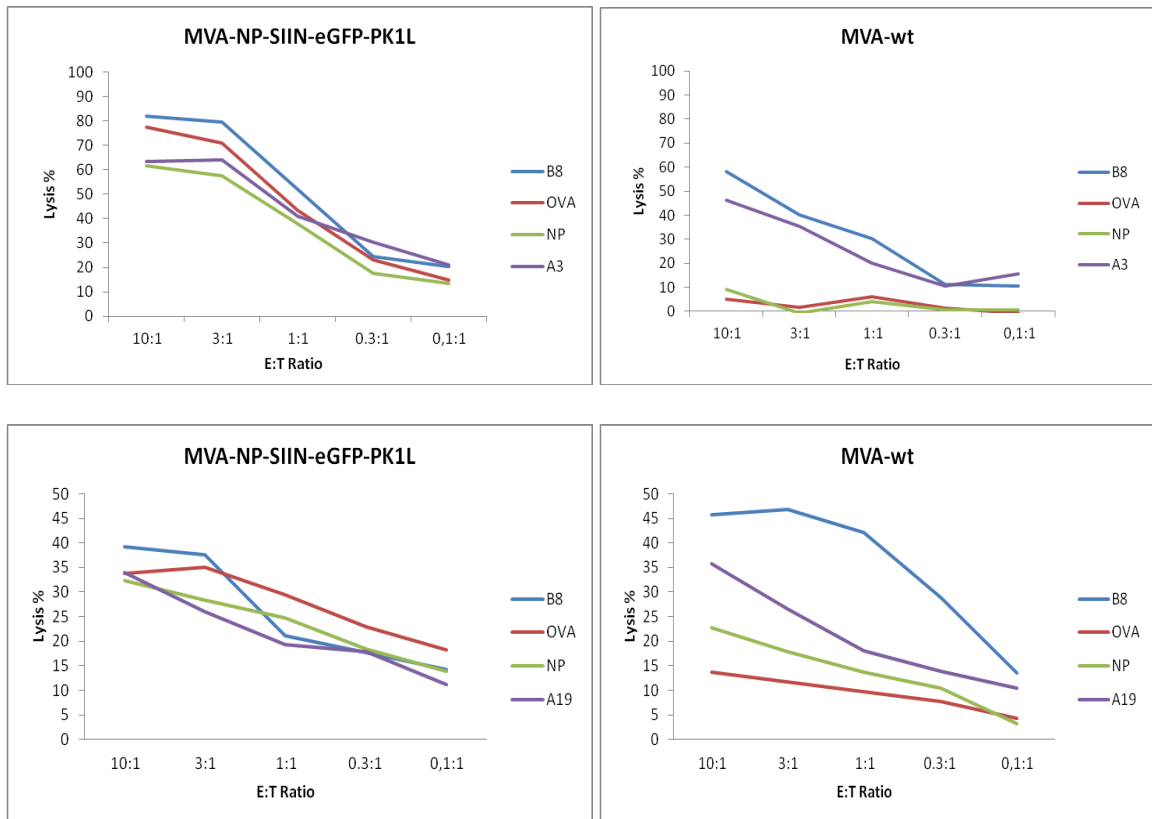 MVA-NP-SIIN-eGFP-PK1L
100
90
80
70
60
50
40
30
20
10
0
Lysis %
10:1 3:1 1:1 0.3:1 0,1:1
E:T Ratio
B8
OVA
NP
A3
MVA-wt
100
90
80
70
60
50
40
30
20
10
0
Lysis %
10:1 3:1 1:1 0.3:1 0,1:1
E:T Ratio
B8
OVA
NP
A3
MVA-NP-SIIN-eGFP-PK1L
50
45
40
35
30
25
20
15
10
5
0
Lysis %
10:1 3:1 1:1 0.3:1 0,1:1
E:T Ratio
B8
OVA
NP
A19
MVA-wt
50
45
40
35
30
25
20
15
10
5
0
Lysis %
10:1 3:1 1:1 0.3:1 0,1:1
E:T Ratio
B8
OVA
NP
A19